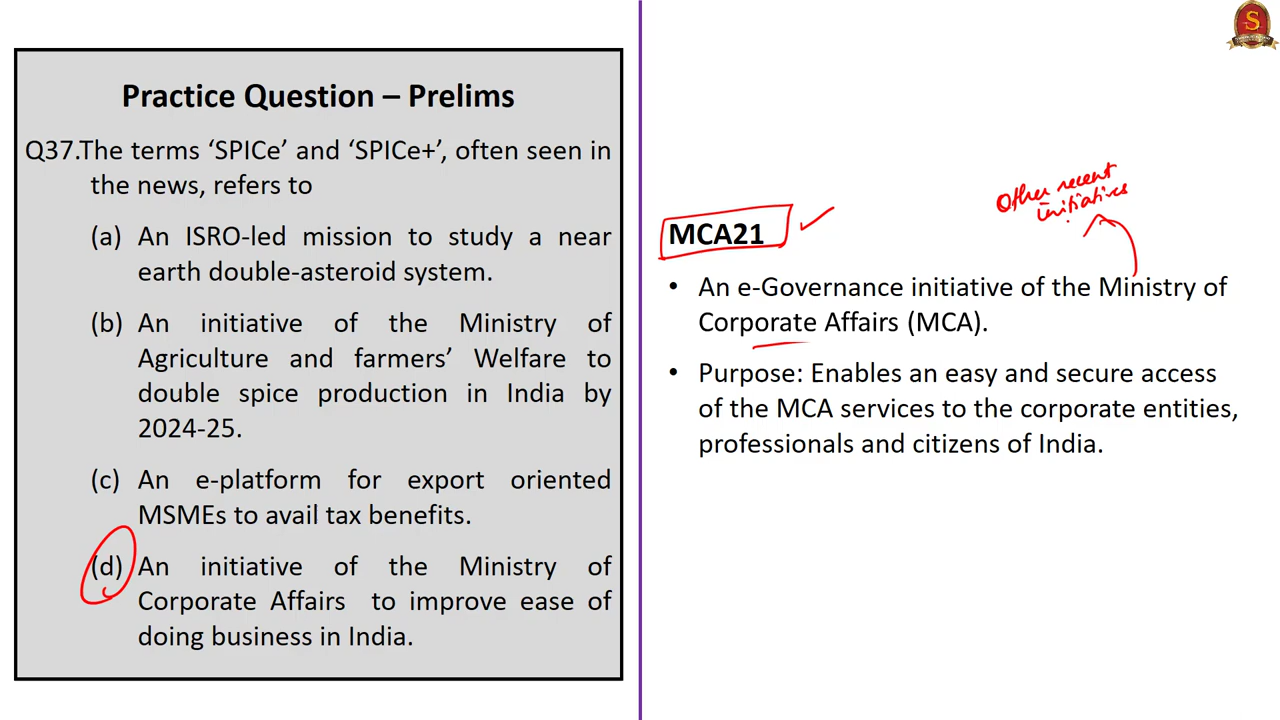 Practice Question – Prelims
Q37.The terms ‘SPICe’ and ‘SPICe+’, often seen in
the news, refers to
(a) An ISRO-led mission to study a near
earth double-asteroid system.
(b) An initiative of the Ministry of
Agriculture and farmers’ Welfare to
double spice production in India by
2024-25.
(c) An e-platform for export oriented
MSMEs to avail tax benefits.
(d) An initiative of the Ministry of
Corporate Affairs to improve ease of
doing business in India.
S
Other recent
initiatives
MCA21
• An e-Governance initiative of the Ministry of
Corporate Affairs (MCA).
• Purpose: Enables an easy and secure access
of the MCA services to the corporate entities,
professionals and citizens of India.